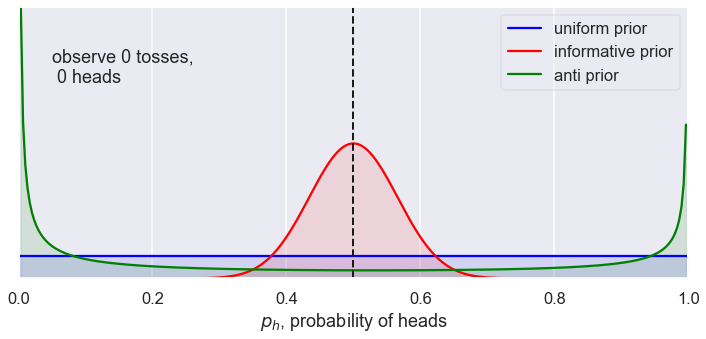 observe 0 tosses,
0 heads
uniform prior
informative prior
anti prior
0.0 0.2 0.4 0.6 0.8 1.0
p_h, probability of heads